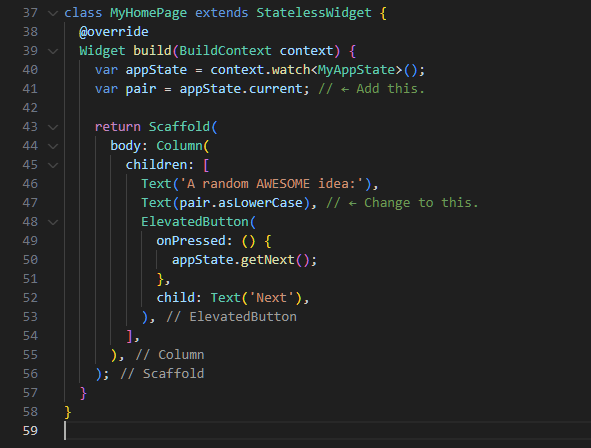 37 class MyHomePage extends StatelessWidget {
38   @override
39   Widget build(BuildContext context) {
40     var appState = context.watch<MyAppState>();
41     var pair = appState.current; // ← Add this.
42
43     return Scaffold(
44       body: Column(
45         children: [
46           Text('A random AWESOME idea:'),
47           Text(pair.asLowerCase), // ← Change to this.
48           ElevatedButton(
49             onPressed: () {
50               appState.getNext();
51             },
52             child: Text('Next'),
53           ), // ElevatedButton
54         ],
55       ), // Column
56     ); // Scaffold
57   }
58 }
59